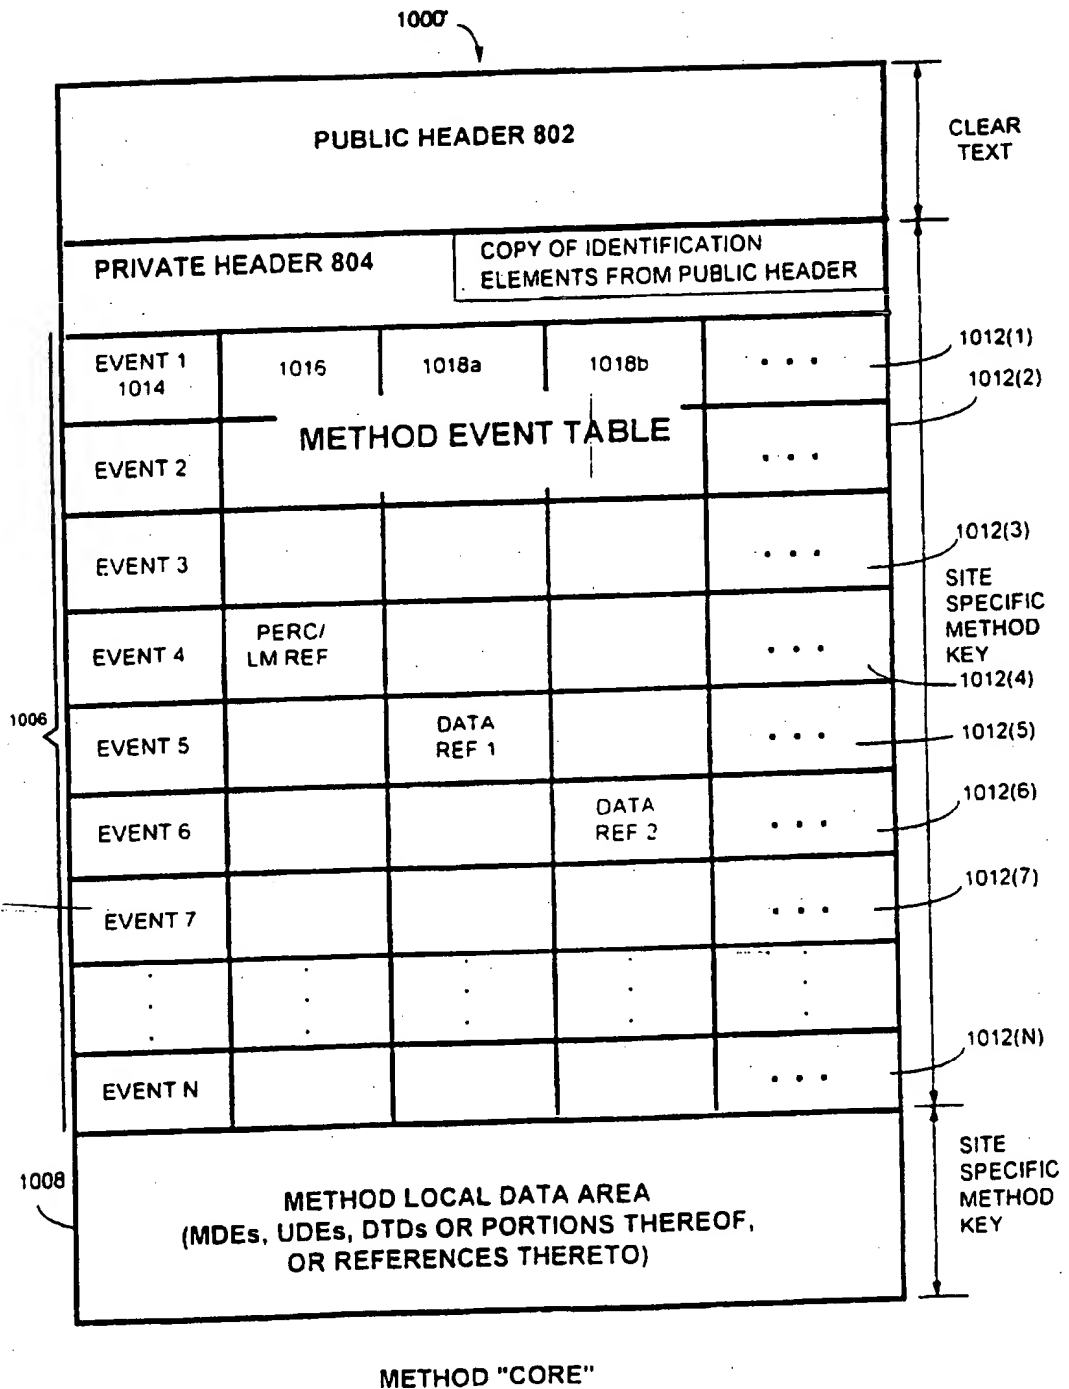 1000'
PUBLIC HEADER 802
CLEAR
TEXT
PRIVATE HEADER 804
COPY OF IDENTIFICATION
ELEMENTS FROM PUBLIC HEADER
EVENT 1
1014
1016
1018a
1018b
• • •
1012(1)
1012(2)
METHOD EVENT TABLE
EVENT 2
• • •
EVENT 3
• • •
1012(3)
SITE
SPECIFIC
METHOD
KEY
EVENT 4
PERC/
LM REF
• • •
1012(4)
1006
EVENT 5
DATA
REF 1
• • •
1012(5)
EVENT 6
DATA
REF 2
• • •
1012(6)
EVENT 7
• • •
1012(7)
EVENT N
• • •
1012(N)
1008
METHOD LOCAL DATA AREA
(MDEs, UDEs, DTDs OR PORTIONS THEREOF,
OR REFERENCES THERETO)
SITE
SPECIFIC
METHOD
KEY
METHOD "CORE"